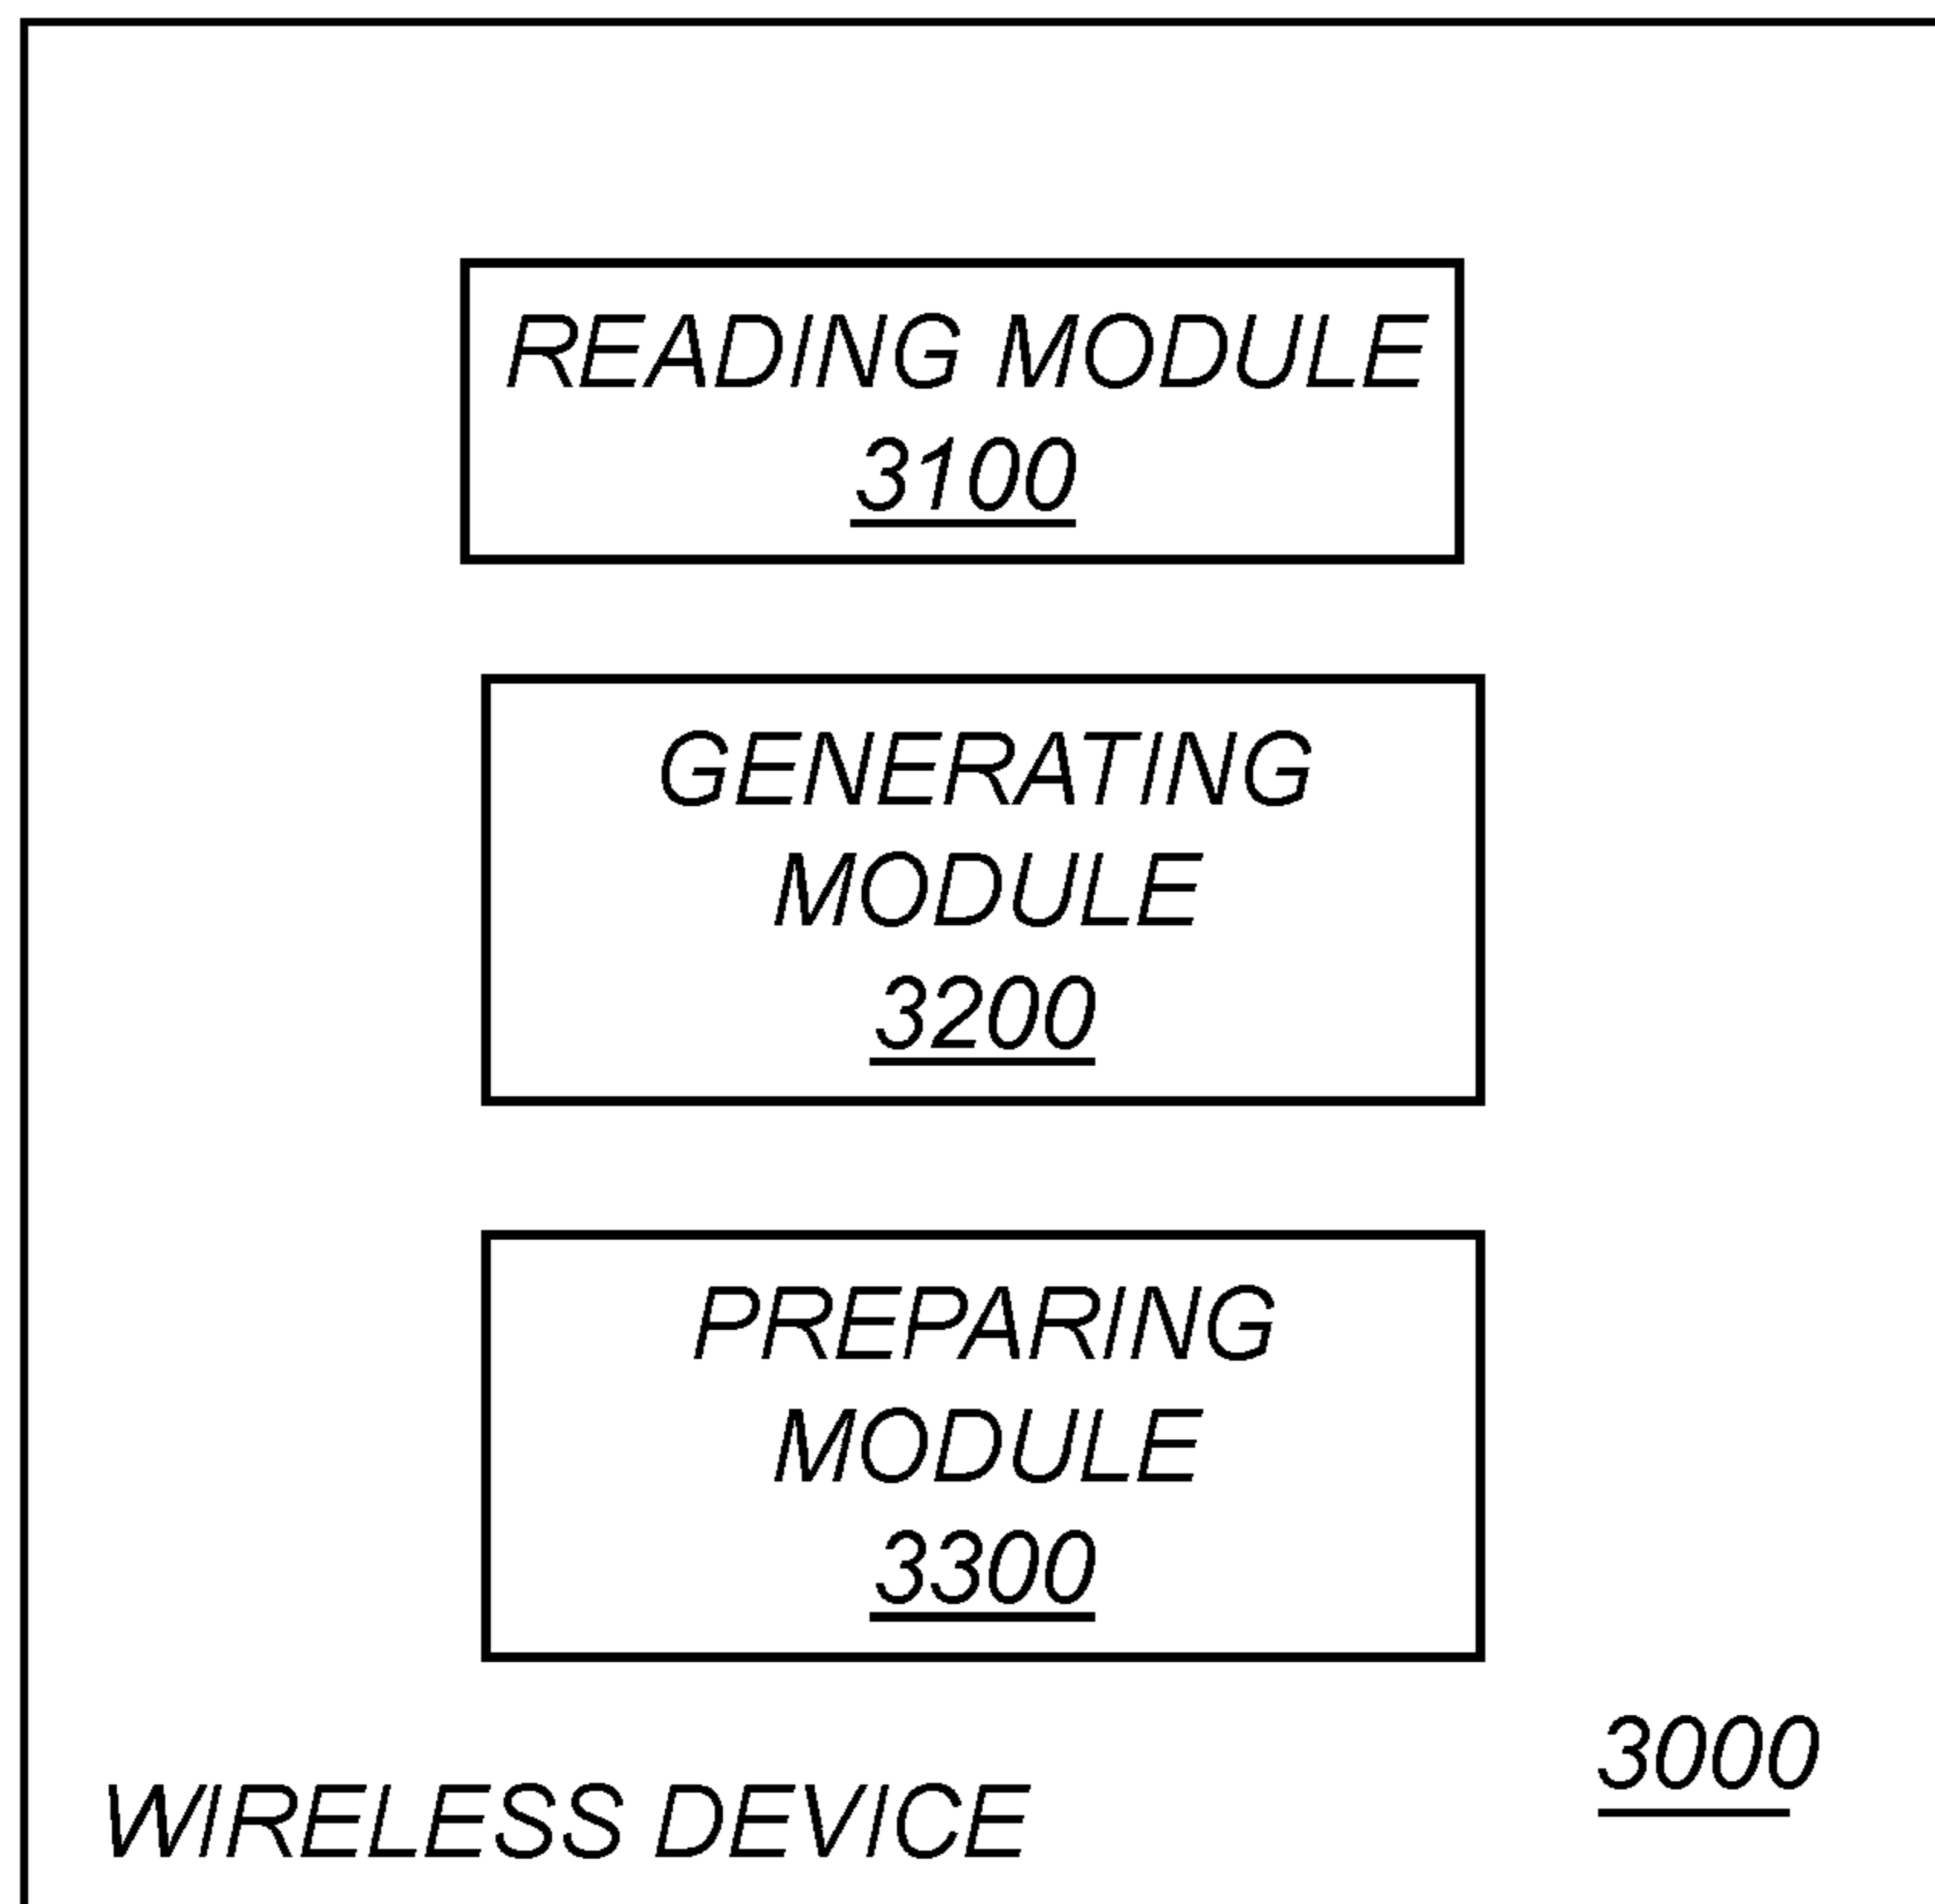 READING MODULE
3100
GENERATING
MODULE
3200
PREPARING
MODULE
3300
3000
WIRELESS DEVICE